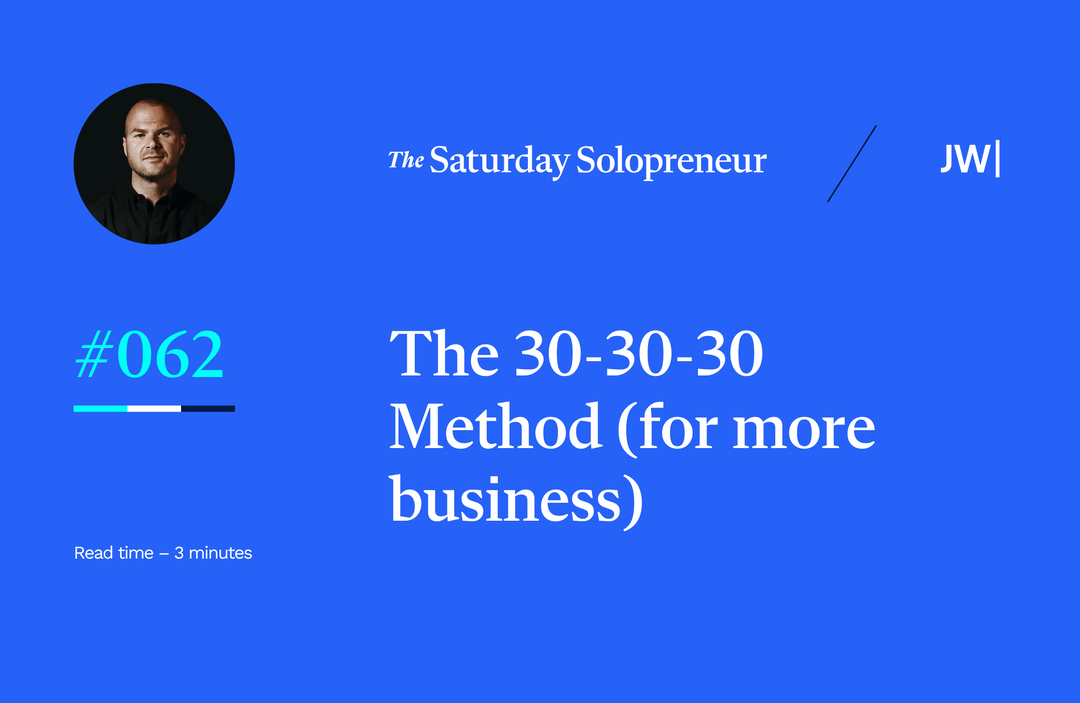 The Saturday Solopreneur
JW|
#062
The 30-30-30
Method (for more
business)
Read time – 3 minutes